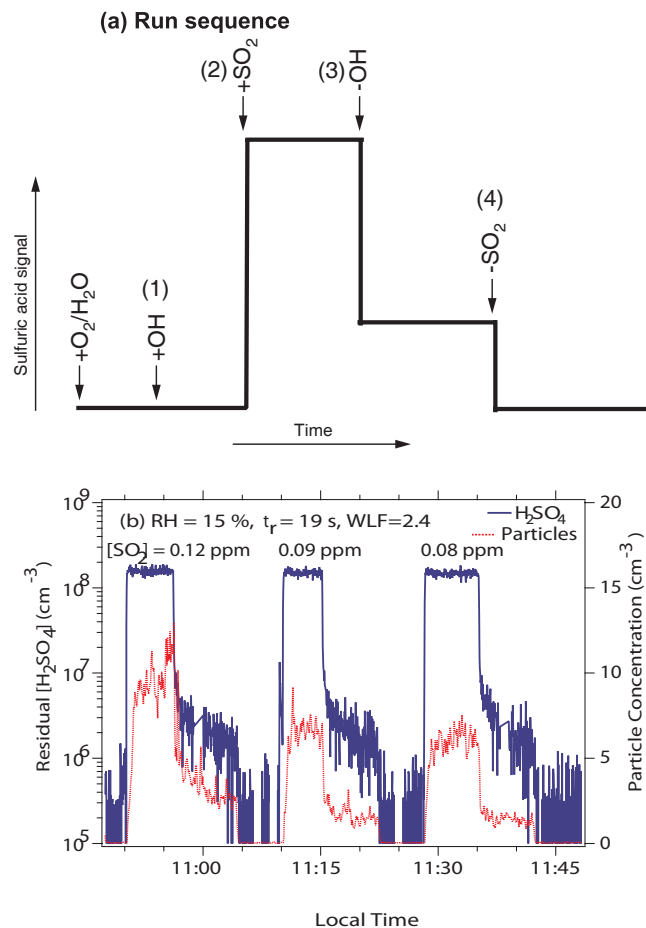 (a) Run sequence
(2) +SO2
(3) -OH
(4) -SO2
(1) +OH
+O2/H2O
Sulfuric acid signal
Time
(b) RH = 15 %, tr = 19 s, WLF=2.4
H2SO4
Particles
[SO2] = 0.12 ppm 0.09 ppm 0.08 ppm
Residual [H2SO4] (cm-3)
10^9
10^8
10^7
10^6
10^5
Particle Concentration (cm-3)
20
15
10
5
0
11:00 11:15 11:30 11:45
Local Time